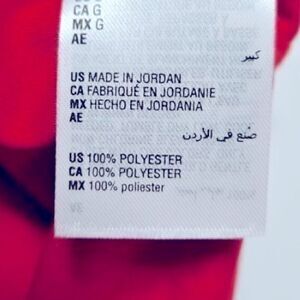 CA G
MX G
AE
كبير
US MADE IN JORDAN
CA FABRIQUÉ EN JORDANIE
MX HECHO EN JORDANIA
AE
صنع في الأردن
US 100% POLYESTER
CA 100% POLYESTER
MX 100% poliester